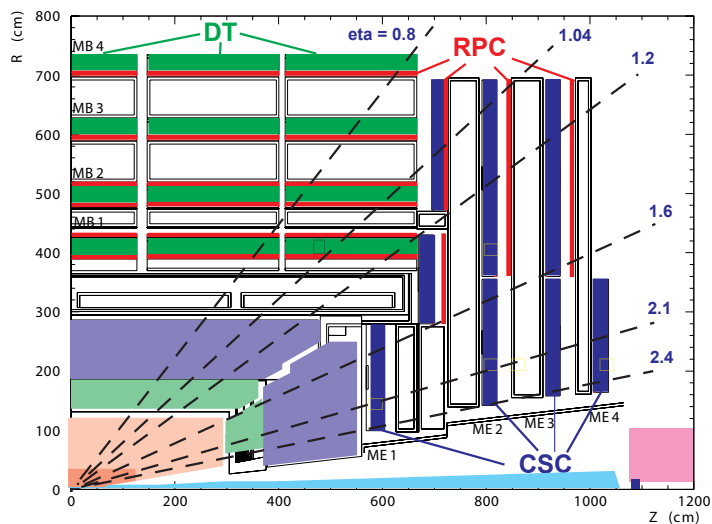 R (cm)
800
700
600
500
400
300
200
100
0
MB 4
MB 3
MB 2
MB 1
DT
eta = 0.8
RPC
1.04
1.2
1.6
2.1
2.4
ME 1
ME 2
ME 3
ME 4
CSC
0
200
400
600
800
1000
1200
Z (cm)